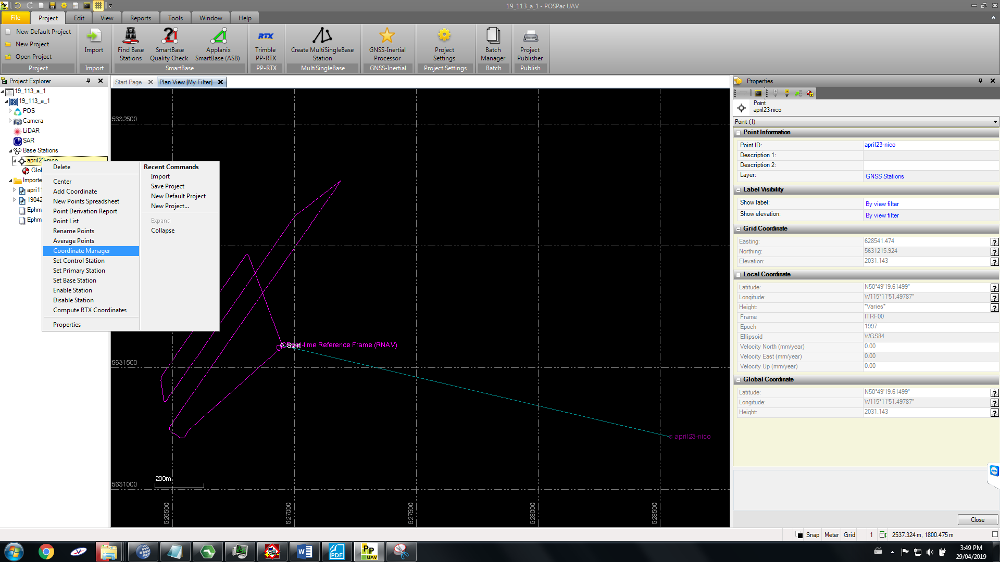 19_113_a_1 - POSPac UAV
File Project Edit View Reports Tools Window Help
New Default Project
New Project
Open Project
Project
Import
Import
Find Base Stations
SmartBase Quality Check
Applanix SmartBase (ASB)
SmartBase
RTX
Trimble PP-RTX
PP-RTX
Create MultiSingleBase Station
MultiSingleBase
GNSS-Inertial Processor
GNSS-Inertial
Project Settings
Project Settings
Batch Manager
Batch
Project Publisher
Publish
Project Explorer
19_113_a_1
19_113_a_1
POS
Camera
LiDAR
SAR
Base Stations
april23-nico
Glo
Importe
apri1
19042
Ephm
Ephm
Delete
Center
Add Coordinate
New Points Spreadsheet
Point Derivation Report
Point List
Rename Points
Average Points
Coordinate Manager
Set Control Station
Set Primary Station
Set Base Station
Enable Station
Disable Station
Compute RTX Coordinates
Properties
Recent Commands
Import
Save Project
New Default Project
New Project...
Expand
Collapse
Start Page
Plan View [My Filter]
5632500
5631500
5631000
626500
627000
627500
628000
628500
Start
-time Reference Frame (RNAV)
april23-nico
200m
Properties
Point
april23-nico
Point (1)
Point Information
Point ID: april23-nico
Description 1:
Description 2:
Layer: GNSS Stations
Label Visibility
Show label: By view filter
Show elevation: By view filter
Grid Coordinate
Easting: 628541.474 ?
Northing: 5631215.924 ?
Elevation: 2031.143 ?
Local Coordinate
Latitude: N50°49'19.61499" ?
Longitude: W115°11'51.49787" ?
Height: *Varies* ?
Frame ITRF00
Epoch 1997
Ellipsoid WGS84
Velocity North (mm/year) 0.00
Velocity East (mm/year) 0.00
Velocity Up (mm/year) 0.00
Global Coordinate
Latitude: N50°49'19.61499" ?
Longitude: W115°11'51.49787" ?
Height: 2031.143 ?
Close
Snap Meter Grid 1 2537.324 m, 1800.475 m
W
PDF
Pp UAV
3:49 PM
29/04/2019